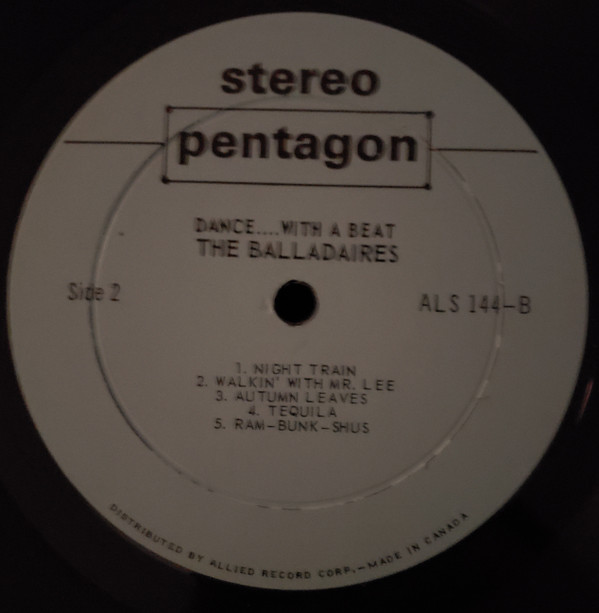 stereo
pentagon
DANCE....WITH A BEAT
THE BALLADAIRES
Side 2
ALS 144-B
1. NIGHT TRAIN
2. WALKIN' WITH MR. LEE
3. AUTUMN LEAVES
4. TEQUILA
5. RAM-BUNK-SHUS
DISTRIBUTED BY ALLIED RECORD CORP.-MADE IN CANADA